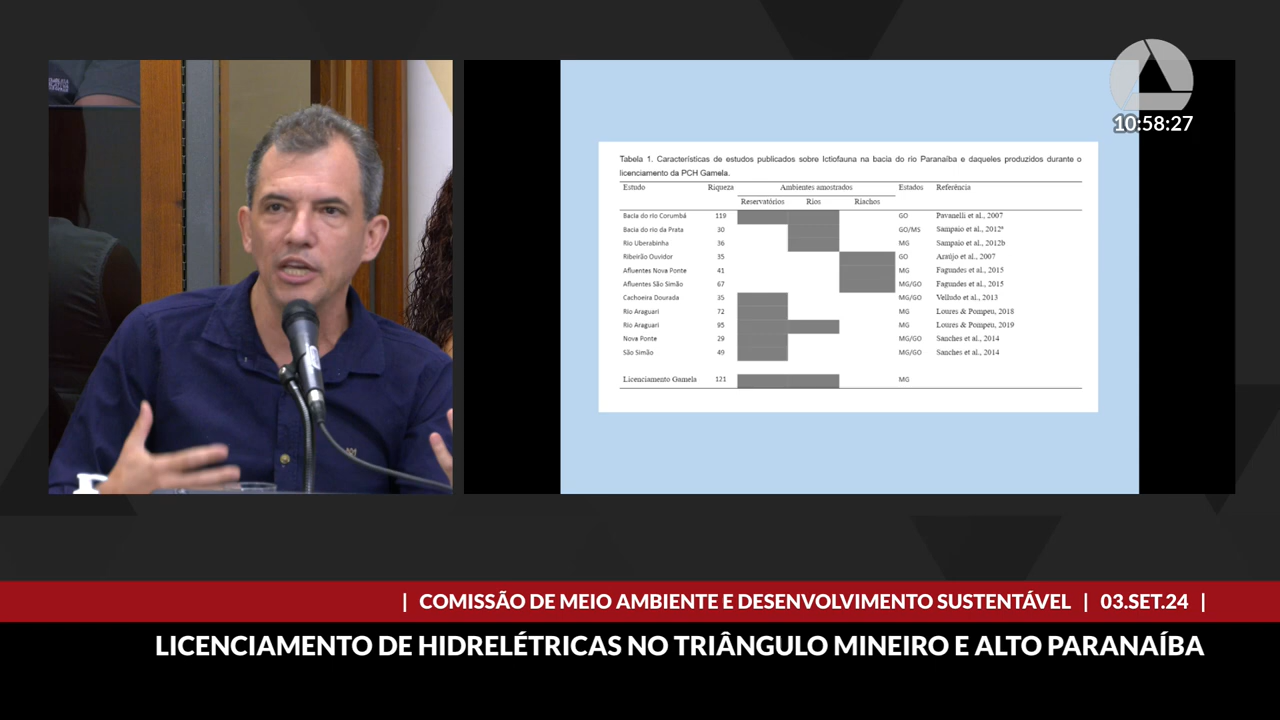 10:58:27
Tabela 1. Características de estudos publicados sobre Ictiofauna na bacia do rio Paranaíba e daqueles produzidos durante o
licenciamento da PCH Gamela.
Estudo Riqueza Ambientes amostrados Estados Referência
Reservatórios Rios Riachos
Bacia do rio Corumbá 119 GO Pavanelli et al., 2007
Bacia do rio da Prata 30 GO/MS Sampaio et al., 2012ª
Rio Uberabinha 36 MG Sampaio et al., 2012b
Ribeirão Ouvidor 35 GO Araújo et al., 2007
Afluentes Nova Ponte 41 MG Fagundes et al., 2015
Afluentes São Simão 67 MG/GO Fagundes et al., 2015
Cachoeira Dourada 35 MG/GO Velludo et al., 2013
Rio Araguari 72 MG Loures & Pompeu, 2018
Rio Araguari 95 MG Loures & Pompeu, 2019
Nova Ponte 29 MG/GO Sanches et al., 2014
São Simão 49 MG/GO Sanches et al., 2014
Licenciamento Gamela 121 MG
| COMISSÃO DE MEIO AMBIENTE E DESENVOLVIMENTO SUSTENTÁVEL | 03.SET.24 |
LICENCIAMENTO DE HIDRELÉTRICAS NO TRIÂNGULO MINEIRO E ALTO PARANAÍBA